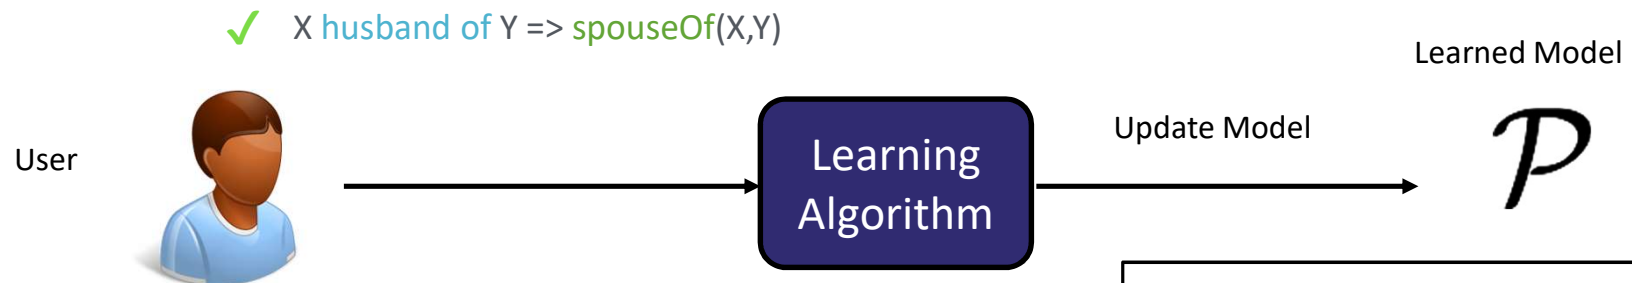 ✓ X husband of Y => spouseOf(X,Y)
Learned Model
User
Learning
Algorithm
Update Model
P